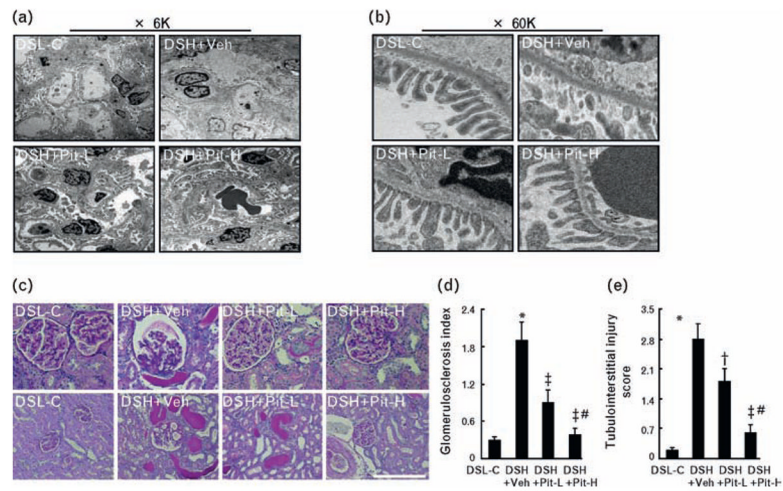 (a)
× 6K
DSL-C
DSH+Veh
DSH+Pit-L
DSH+Pit-H
(b)
× 60K
DSL-C
DSH+Veh
DSH+Pit-L
DSH+Pit-H
(c)
DSL-C
DSH+Veh
DSH+Pit-L
DSH+Pit-H
DSL-C
DSH+Veh
DSH+Pit-L
DSH+Pit-H
(d)
Glomerulosclerosis index
2.4
1.8
1.2
0.6
0
*
‡
‡#
DSL-C DSH DSH DSH
+Veh +Pit-L +Pit-H
(e)
Tubulointerstitial injury
score
3.5
2.8
2.1
1.4
0.7
0
*
†
‡#
DSL-C DSH DSH DSH
+Veh +Pit-L +Pit-H